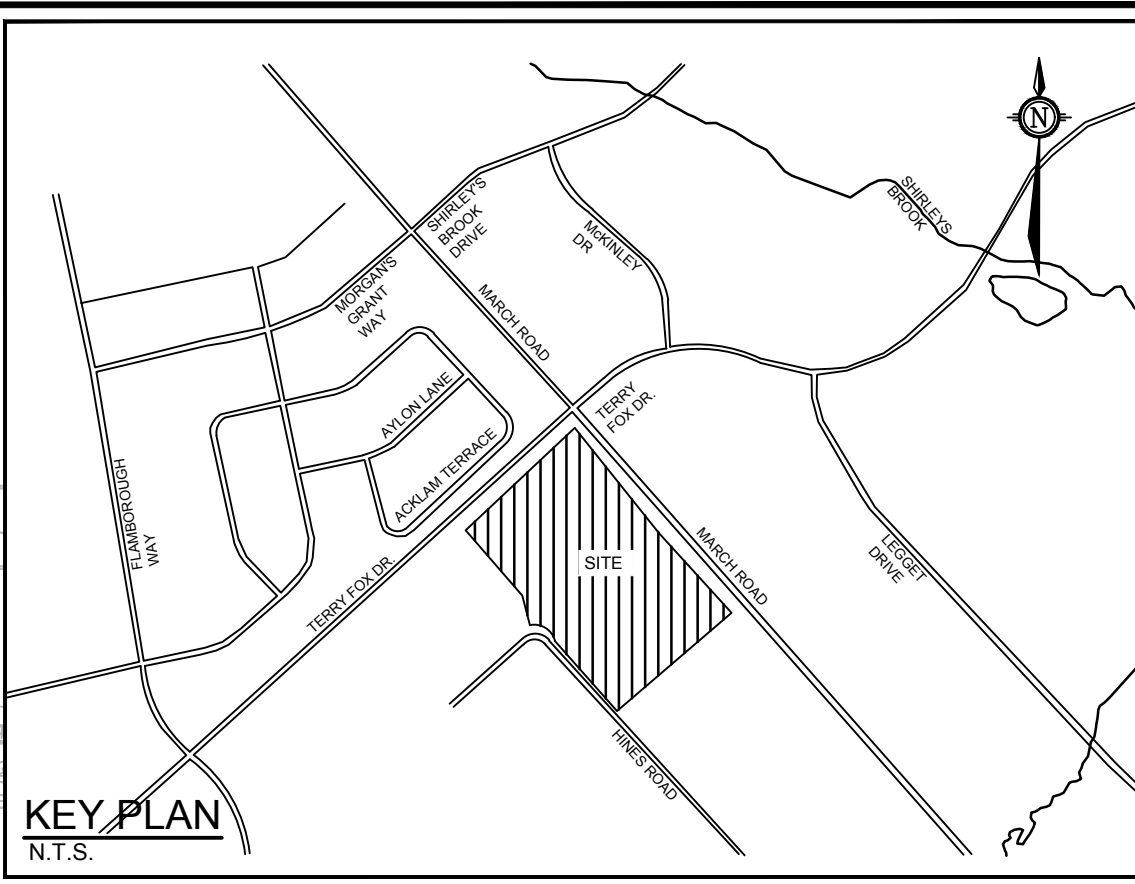 N
SHIRLEY'S
BROOK
DRIVE
McKINLEY
DR
SHIRLEYS
BROOK
MORGAN'S
GRANT
WAY
MARCH ROAD
TERRY
FOX DR.
AYLON LANE
ACKLAM TERRACE
FLAMBOROUGH
WAY
TERRY FOX DR.
SITE
MARCH ROAD
LEGGET
DRIVE
HINES ROAD
KEY PLAN
N.T.S.